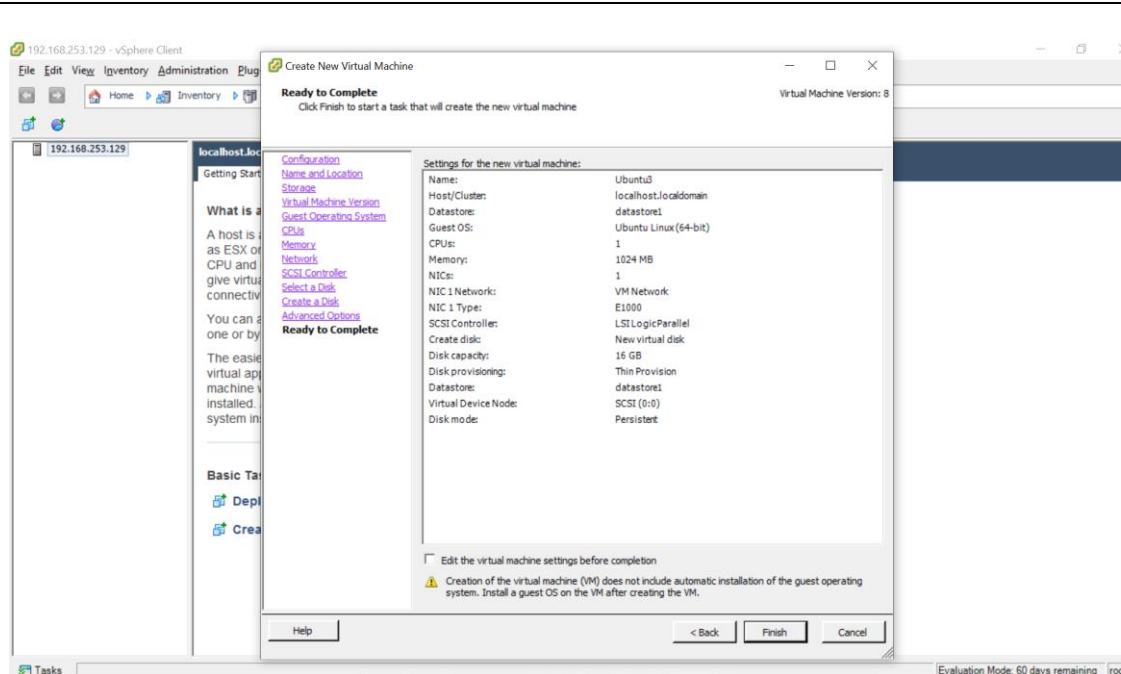 192.168.253.129 - vSphere Client
File Edit View Inventory Administration Plug
Home Inventory
192.168.253.129
localhost.loc
Getting Start
What is a
A host is a
as ESX or
CPU and
give virtua
connectiv
You can a
one or by
The easie
virtual app
machine w
installed.
system ins
Basic Tas
Depl
Crea
Create New Virtual Machine
Ready to Complete
Click Finish to start a task that will create the new virtual machine
Virtual Machine Version: 8
Configuration
Name and Location
Storage
Virtual Machine Version
Guest Operating System
CPUs
Memory
Network
SCSI Controller
Select a Disk
Create a Disk
Advanced Options
Ready to Complete
Settings for the new virtual machine:
Name: Ubuntu3
Host/Cluster: localhost.localdomain
Datastore: datastore1
Guest OS: Ubuntu Linux (64-bit)
CPUs: 1
Memory: 1024 MB
NICs: 1
NIC 1 Network: VM Network
NIC 1 Type: E1000
SCSI Controller: LSI Logic Parallel
Create disk: New virtual disk
Disk capacity: 16 GB
Disk provisioning: Thin Provision
Datastore: datastore1
Virtual Device Node: SCSI (0:0)
Disk mode: Persistent
Edit the virtual machine settings before completion
Creation of the virtual machine (VM) does not include automatic installation of the guest operating
system. Install a guest OS on the VM after creating the VM.
Help
< Back
Finish
Cancel
Tasks
Evaluation Mode: 60 days remaining
roo